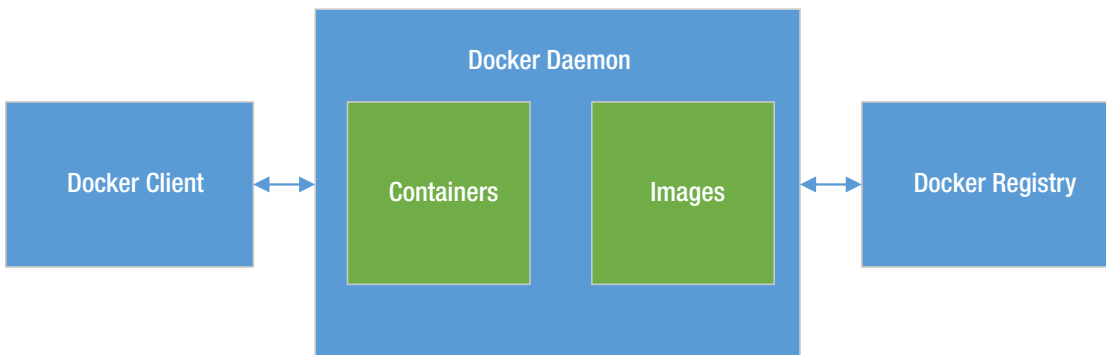 Docker Daemon
Docker Client
Containers
Images
Docker Registry